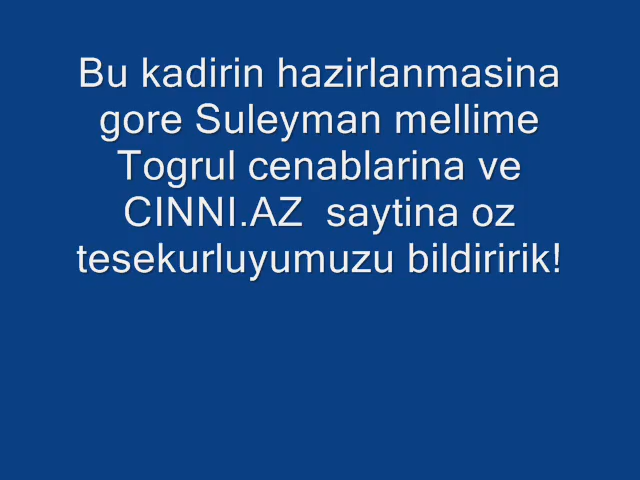 Bu kadirin hazirlanmasina
gore Suleyman mellime
Togrul cenablarina ve
CINNI.AZ  saytina oz
tesekurluyumuzu bildiririk!